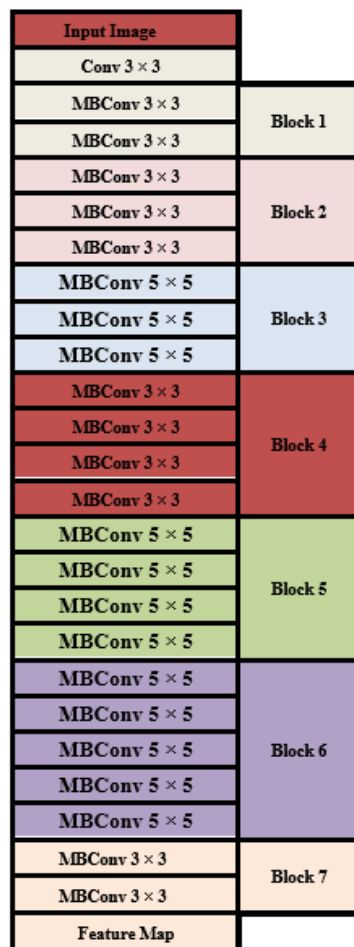 Input Image
Conv 3 × 3
MBConv 3 × 3
MBConv 3 × 3
Block 1
MBConv 3 × 3
MBConv 3 × 3
MBConv 3 × 3
Block 2
MBConv 5 × 5
MBConv 5 × 5
MBConv 5 × 5
Block 3
MBConv 3 × 3
MBConv 3 × 3
MBConv 3 × 3
MBConv 3 × 3
Block 4
MBConv 5 × 5
MBConv 5 × 5
MBConv 5 × 5
MBConv 5 × 5
Block 5
MBConv 5 × 5
MBConv 5 × 5
MBConv 5 × 5
MBConv 5 × 5
MBConv 5 × 5
Block 6
MBConv 3 × 3
MBConv 3 × 3
Block 7
Feature Map